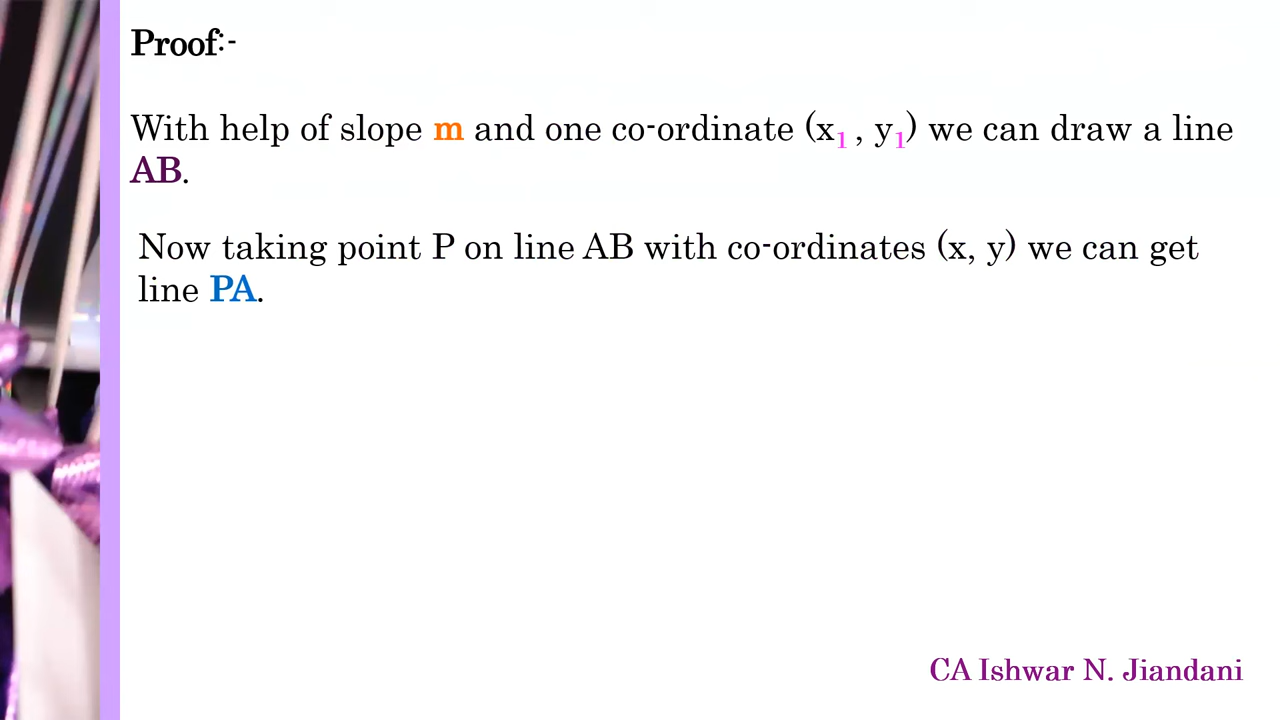 Proof:-
With help of slope m and one co-ordinate (x₁ , y₁) we can draw a line
AB.
Now taking point P on line AB with co-ordinates (x, y) we can get
line PA.
CA Ishwar N. Jiandani